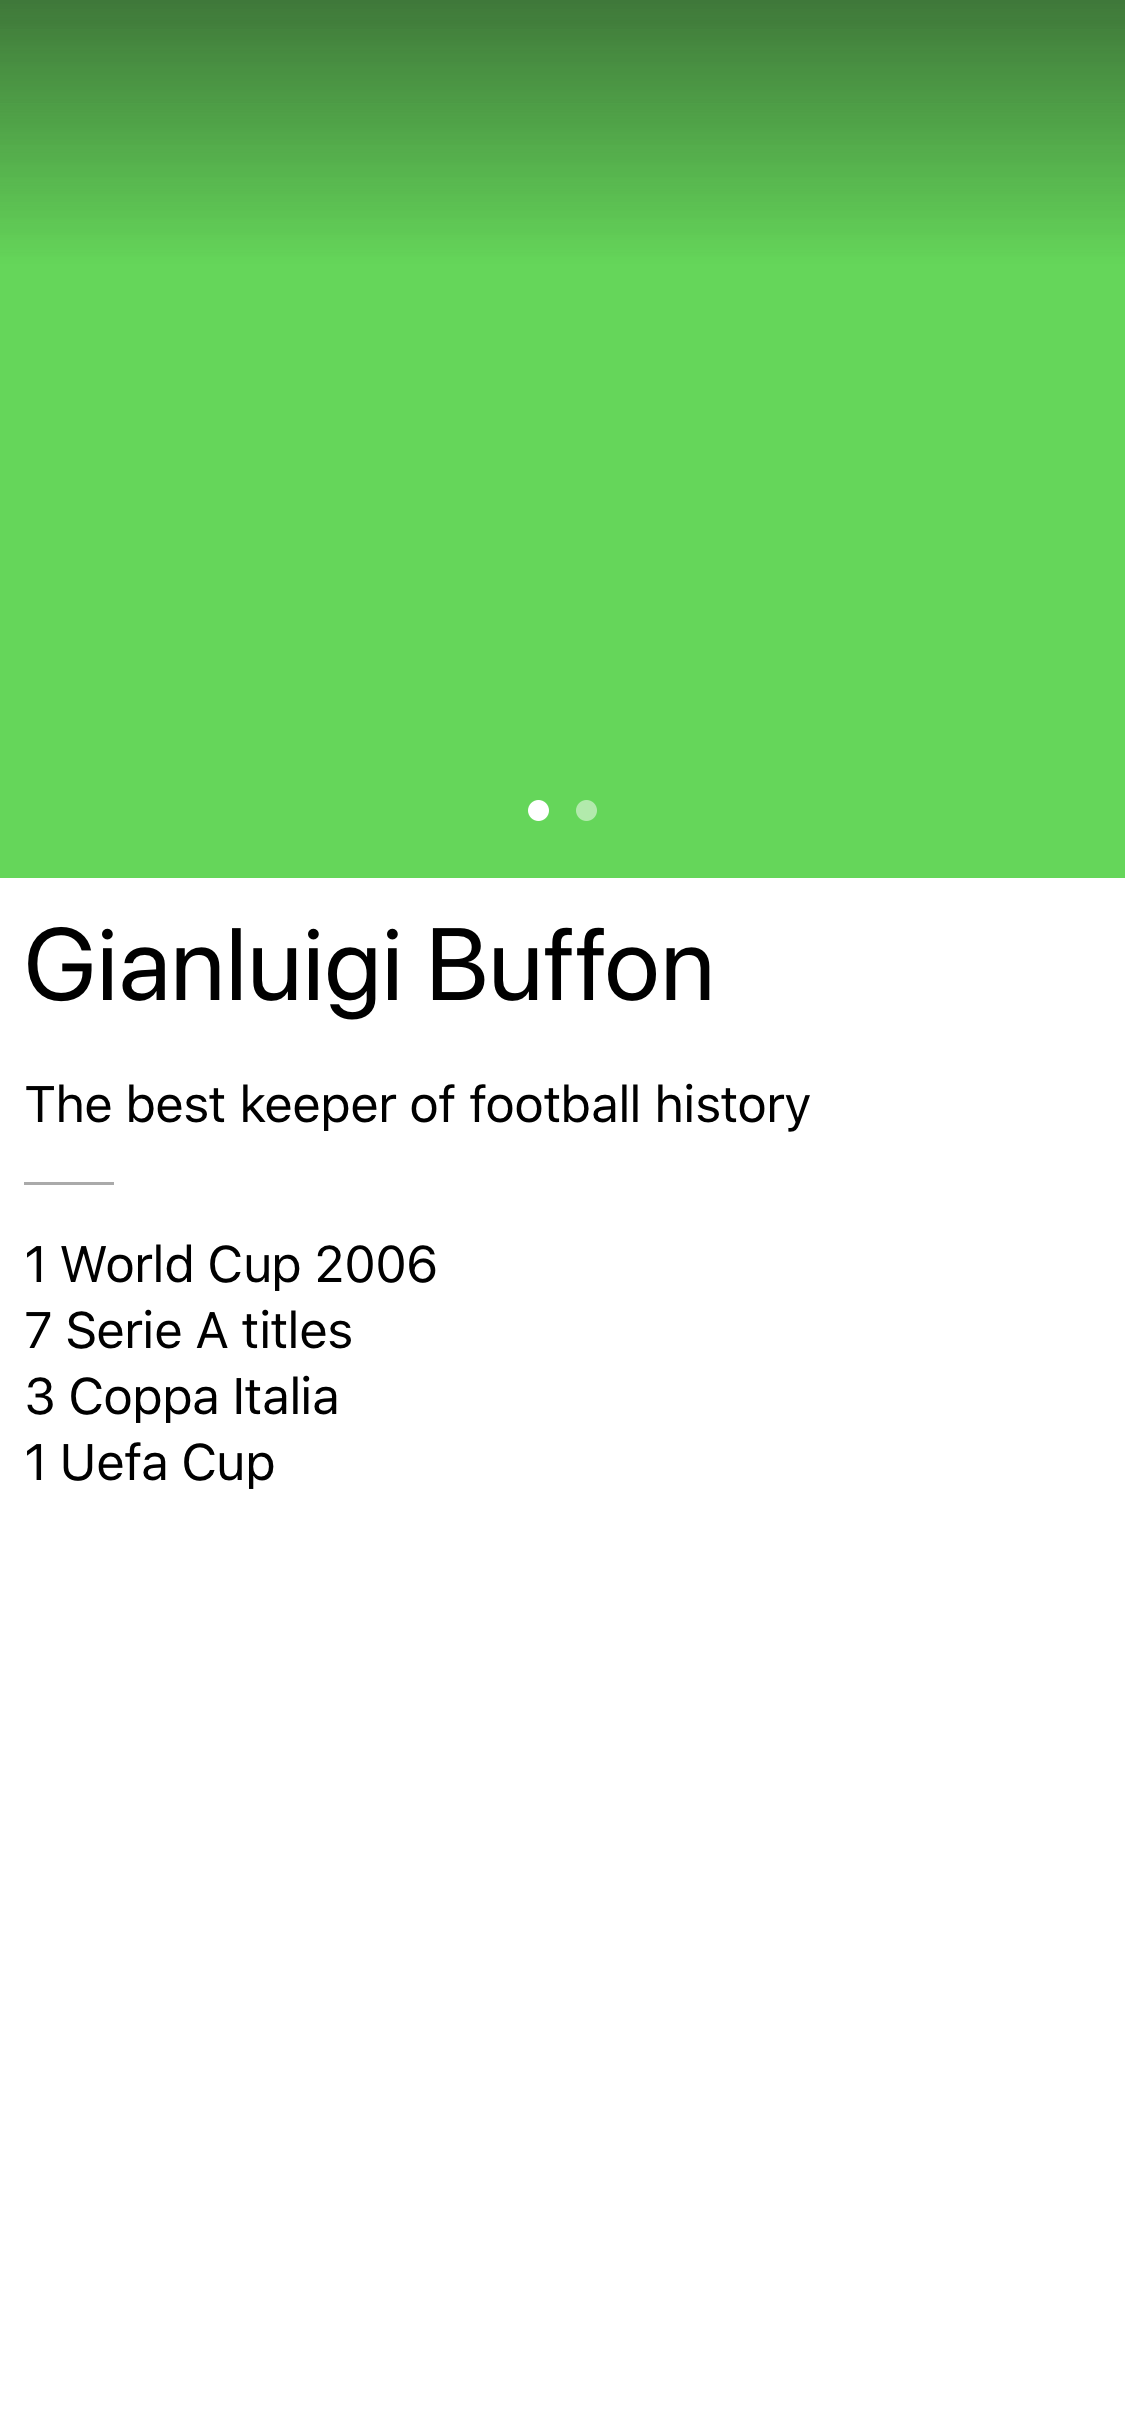 Gianluigi Buffon
The best keeper of football history
1 World Cup 2006
7 Serie A titles
3 Coppa Italia
1 Uefa Cup